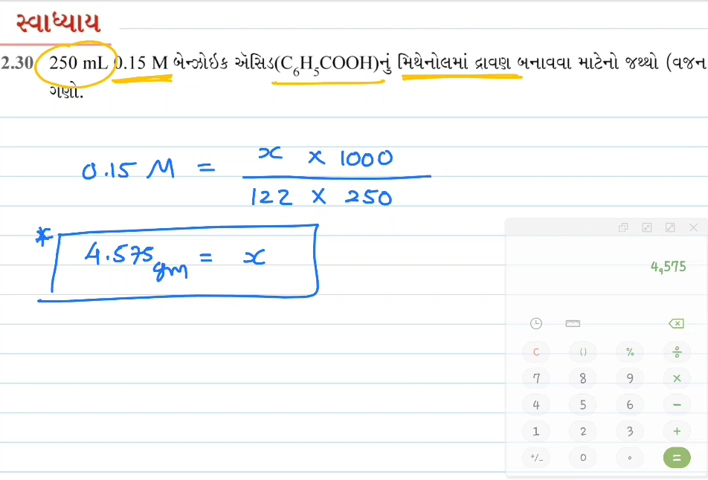 સ્વાધ્યાય
2.30 250 mL 0.15 M બેન્ઝોઇક ઍસિડ(C₆H₅COOH)નું મિથેનોલમાં દ્રાવણ બનાવવા માટેનો જથ્થો (વજન
ગણો.
0.15 M = x × 1000
122 × 250
* 4.575 gm = x
4,575
C () % ÷
7 8 9 ×
4 5 6 −
1 2 3 +
+/− 0 . =